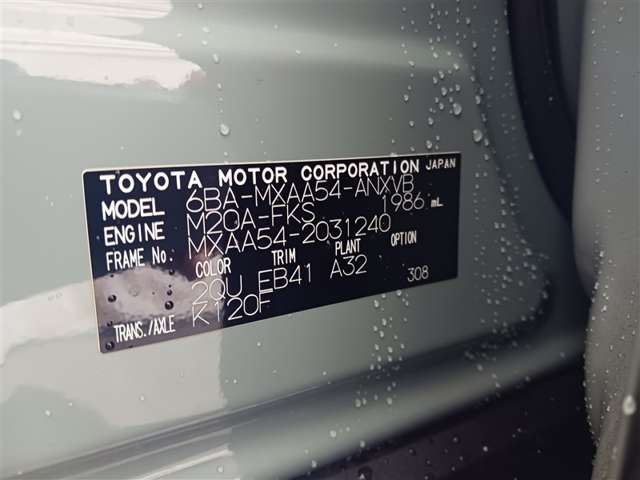 TOYOTA MOTOR CORPORATION JAPAN
MODEL 6BA-MXAA54-ANXVB
ENGINE M20A-FKS 1986 mL
FRAME No. MXAA54-2031240
COLOR TRIM PLANT OPTION
2QU EB41 A32 308
TRANS./AXLE K120F